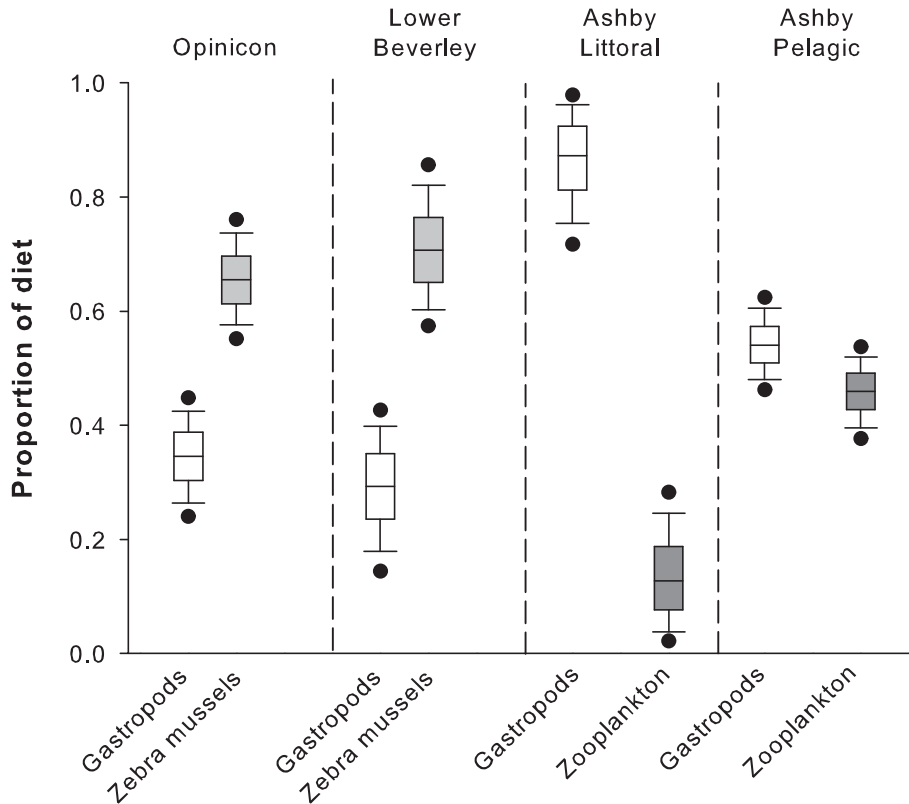 Opinicon
Lower
Beverley
Ashby
Littoral
Ashby
Pelagic
Proportion of diet
1.0
0.8
0.6
0.4
0.2
0.0
Gastropods
Zebra mussels
Gastropods
Zebra mussels
Gastropods
Zooplankton
Gastropods
Zooplankton